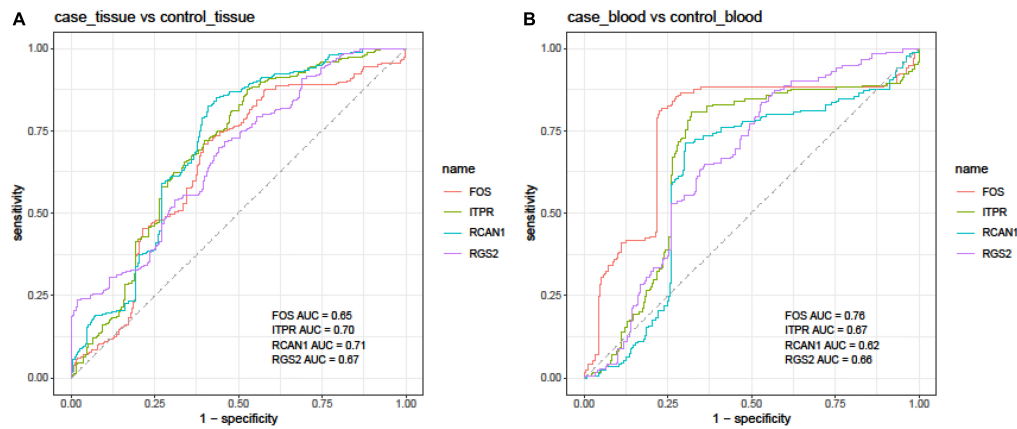 A
case_tissue vs control_tissue
1.00
0.75
0.50
0.25
0.00
sensitivity
0.00 0.25 0.50 0.75 1.00
1 − specificity
FOS AUC = 0.65
ITPR AUC = 0.70
RCAN1 AUC = 0.71
RGS2 AUC = 0.67
name
FOS
ITPR
RCAN1
RGS2
B
case_blood vs control_blood
1.00
0.75
0.50
0.25
0.00
sensitivity
0.00 0.25 0.50 0.75 1.00
1 − specificity
FOS AUC = 0.76
ITPR AUC = 0.67
RCAN1 AUC = 0.62
RGS2 AUC = 0.66
name
FOS
ITPR
RCAN1
RGS2